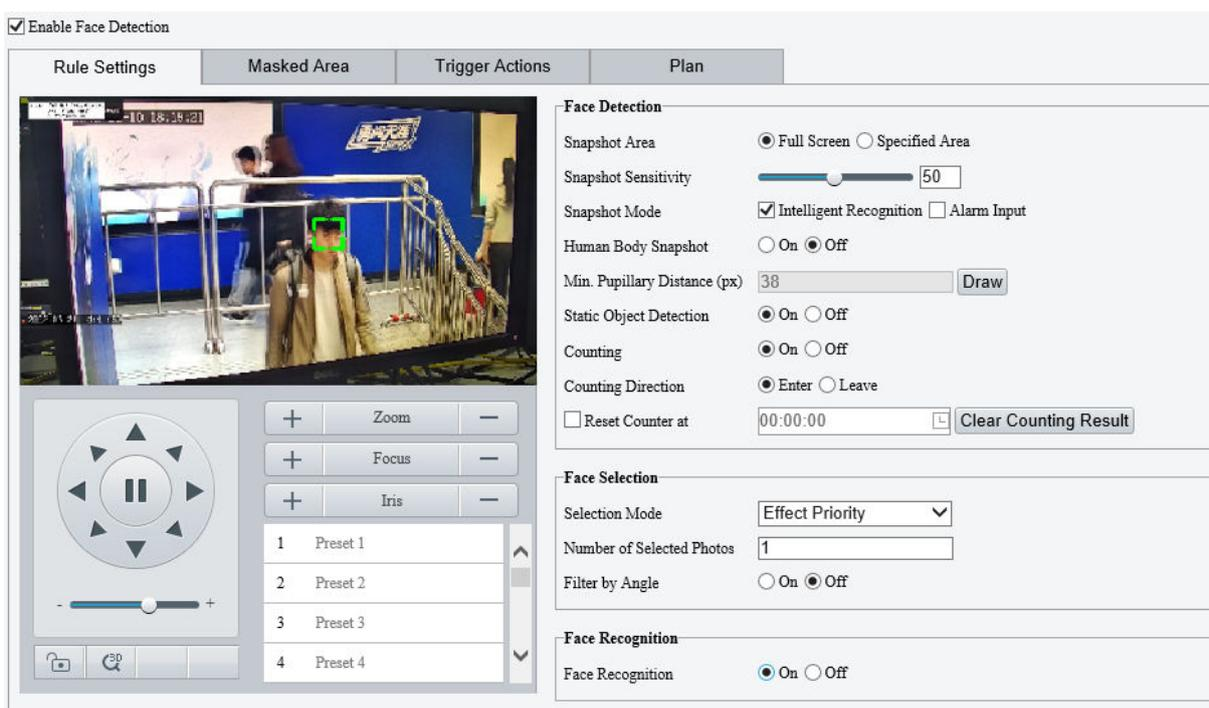 Enable Face Detection
Rule Settings
Masked Area
Trigger Actions
Plan
-10 18:19:21
Zoom
Focus
Iris
1 Preset 1
2 Preset 2
3 Preset 3
4 Preset 4
- +
3D
Face Detection
Snapshot Area Full Screen Specified Area
Snapshot Sensitivity 50
Snapshot Mode Intelligent Recognition Alarm Input
Human Body Snapshot On Off
Min. Pupillary Distance (px) 38 Draw
Static Object Detection On Off
Counting On Off
Counting Direction Enter Leave
Reset Counter at 00:00:00 Clear Counting Result
Face Selection
Selection Mode Effect Priority
Number of Selected Photos 1
Filter by Angle On Off
Face Recognition
Face Recognition On Off